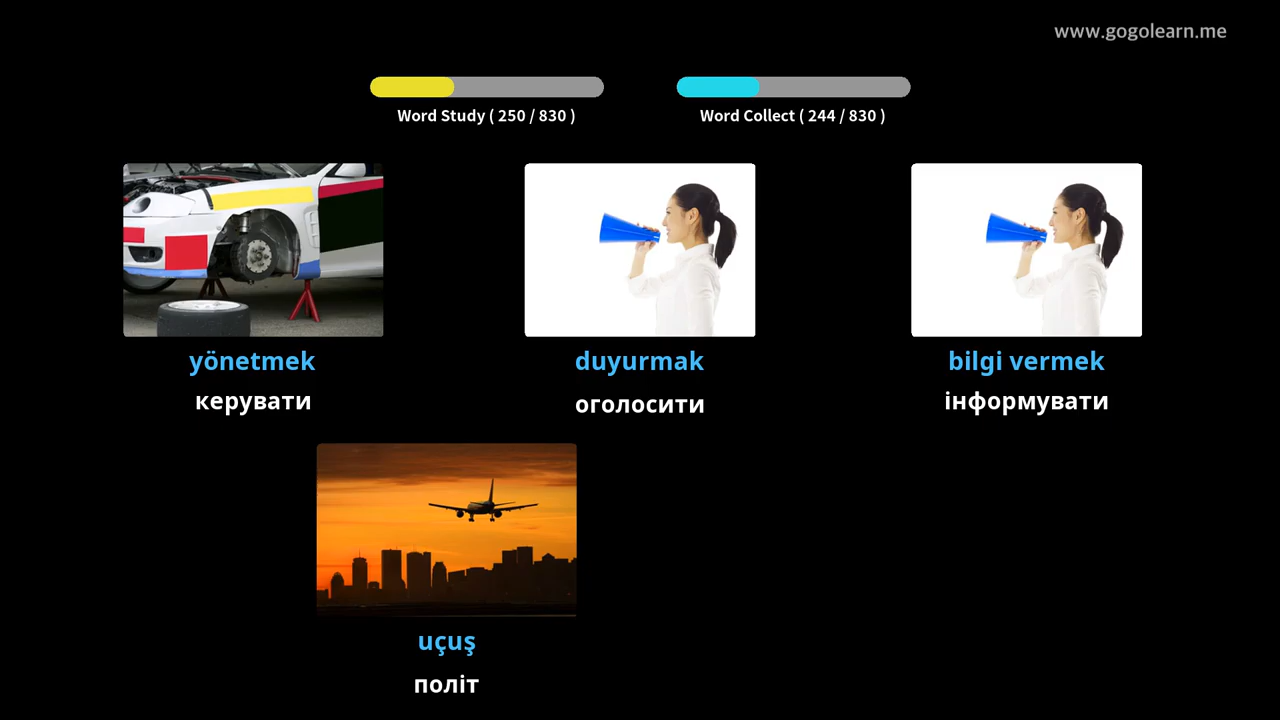 www.gogolearn.me
Word Study ( 250 / 830 )
Word Collect ( 244 / 830 )
yönetmek
керувати
duyurmak
оголосити
bilgi vermek
інформувати
uçuş
політ